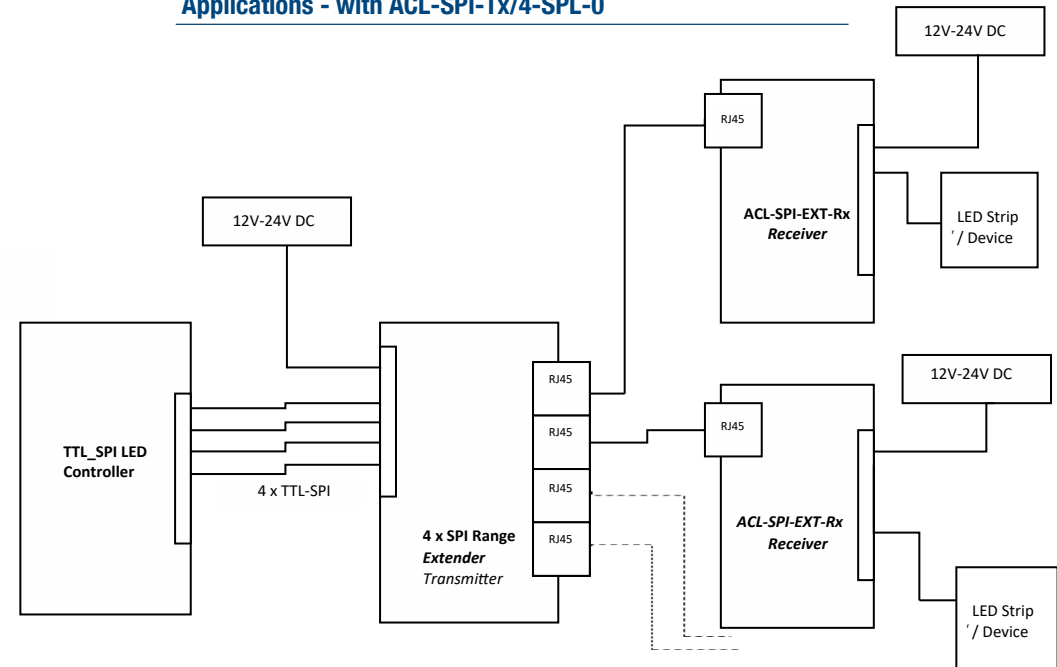 Applications - with ACL-SPI-Tx/4-SPL-0
12V-24V DC
RJ45
ACL-SPI-EXT-Rx
Receiver
LED Strip
/ Device
12V-24V DC
TTL_SPI LED
Controller
4 x TTL-SPI
4 x SPI Range
Extender
Transmitter
RJ45
RJ45
RJ45
RJ45
12V-24V DC
RJ45
ACL-SPI-EXT-Rx
Receiver
LED Strip
/ Device